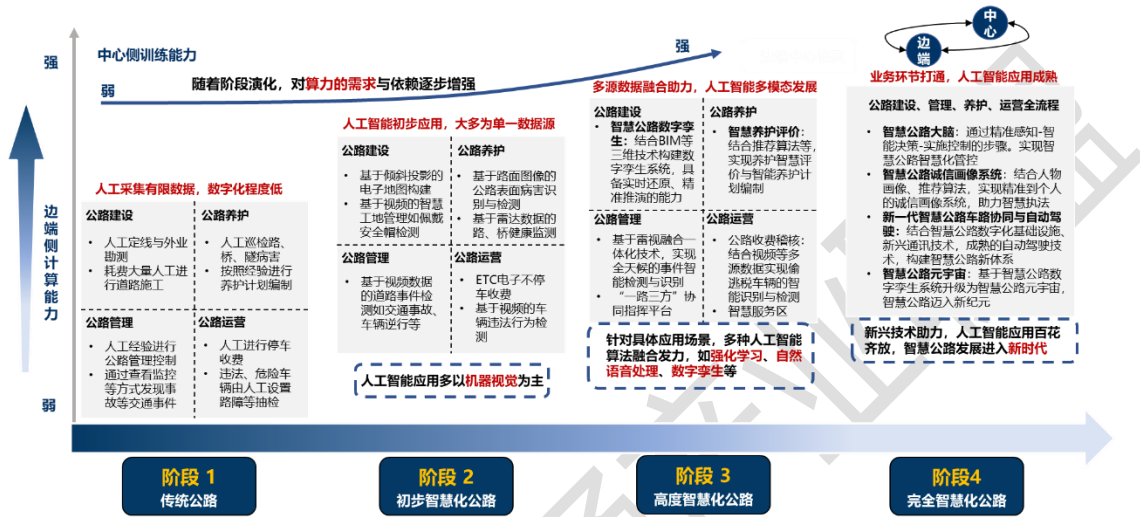 强
中心侧训练能力
弱
随着阶段演化，对算力的需求与依赖逐步增强
强
中心
边端
边端侧计算能力
弱
人工采集有限数据，数字化程度低
公路建设
• 人工定线与外业
勘测
• 耗费大量人工进
行道路施工
公路养护
• 人工巡检路、
桥、隧病害
• 按照经验进行
养护计划编制
公路管理
• 人工经验进行
公路管理控制
• 通过查看监控
等方式发现事
故等交通事件
公路运营
• 人工进行停车
收费
• 违法、危险车
辆由人工设置
路障等抽检
人工智能初步应用，大多为单一数据源
公路建设
• 基于倾斜投影的
电子地图构建
• 基于视频的智慧
工地管理如佩戴
安全帽检测
公路养护
• 基于路面图像的
公路表面病害识
别与检测
• 基于雷达数据的
路、桥健康监测
公路管理
• 基于视频数据
的道路事件检
测如交通事故、
车辆逆行等
公路运营
• ETC电子不停
车收费
• 基于视频的车
辆违法行为检
测
人工智能应用多以机器视觉为主
多源数据融合助力，人工智能多模态发展
公路建设
• 智慧公路数字孪
生：结合BIM等
三维技术构建数
字孪生系统，具
备实时还原、精
准推演的能力
公路养护
• 智慧养护评价：
结合推荐算法等，
实现养护智慧评
价与智能养护计
划编制
公路管理
• 基于雷视融合一
体化技术，实现
全天候的事件智
能检测与识别
• “一路三方”协
同指挥平台
公路运营
• 公路收费稽核：
结合视频等多
源数据实现偷
逃税车辆的智
能识别与检测
• 智慧服务区
针对具体应用场景，多种人工智能
算法融合发力，如强化学习、自然
语音处理、数字孪生等
业务环节打通，人工智能应用成熟
公路建设、管理、养护、运营全流程
• 智慧公路大脑：通过精准感知-智
能决策-实施控制的步骤。实现智
慧公路智慧化管控
• 智慧公路诚信画像系统：结合人物
画像、推荐算法，实现精准到个人
的诚信画像系统，助力智慧执法
• 新一代智慧公路车路协同与自动驾
驶：结合智慧公路数字化基础设施、
新兴通讯技术，成熟的自动驾驶技
术，构建智慧公路新体系
• 智慧公路元宇宙：基于智慧公路数
字孪生系统升级为智慧公路元宇宙，
智慧公路迈入新纪元
新兴技术助力，人工智能应用百花
齐放，智慧公路发展进入新时代
阶段 1
传统公路
阶段 2
初步智慧化公路
阶段 3
高度智慧化公路
阶段4
完全智慧化公路